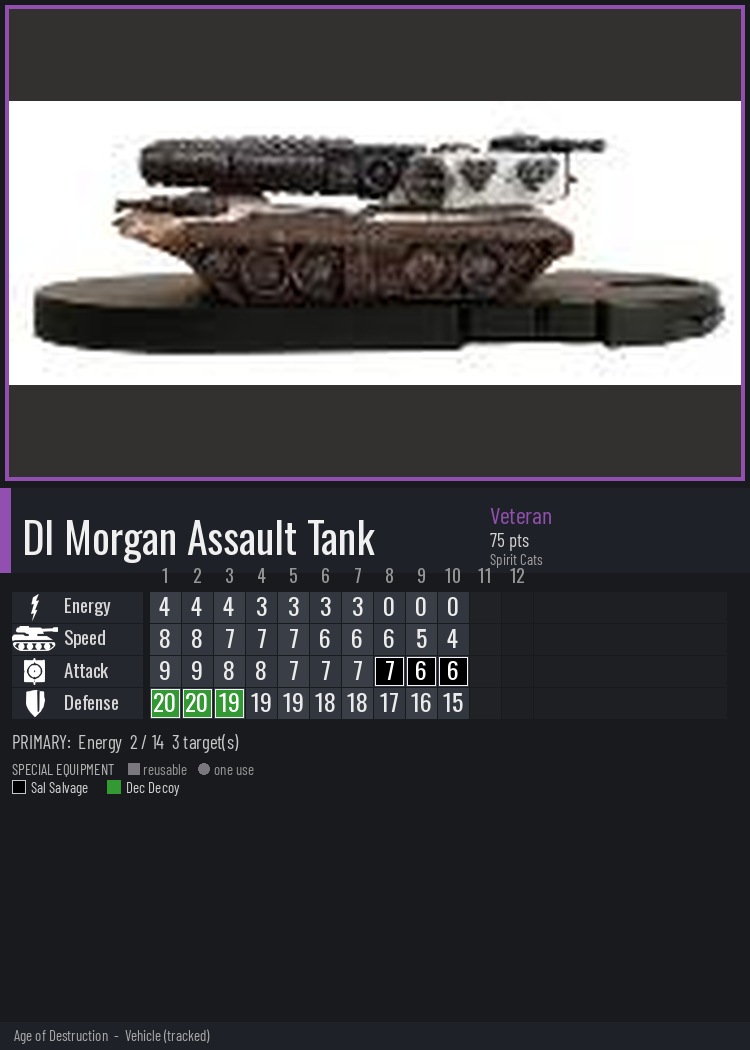 DI Morgan Assault Tank
Veteran
75 pts
Spirit Cats
1 2 3 4 5 6 7 8 9 10 11 12
Energy 4 4 4 3 3 3 3 0 0 0
Speed 8 8 7 7 7 6 6 6 5 4
Attack 9 9 8 8 7 7 7 7 6 6
Defense 20 20 19 19 19 18 18 17 16 15
PRIMARY: Energy 2 / 14 3 target(s)
SPECIAL EQUIPMENT reusable one use
Sal Salvage Dec Decoy
Age of Destruction - Vehicle (tracked)